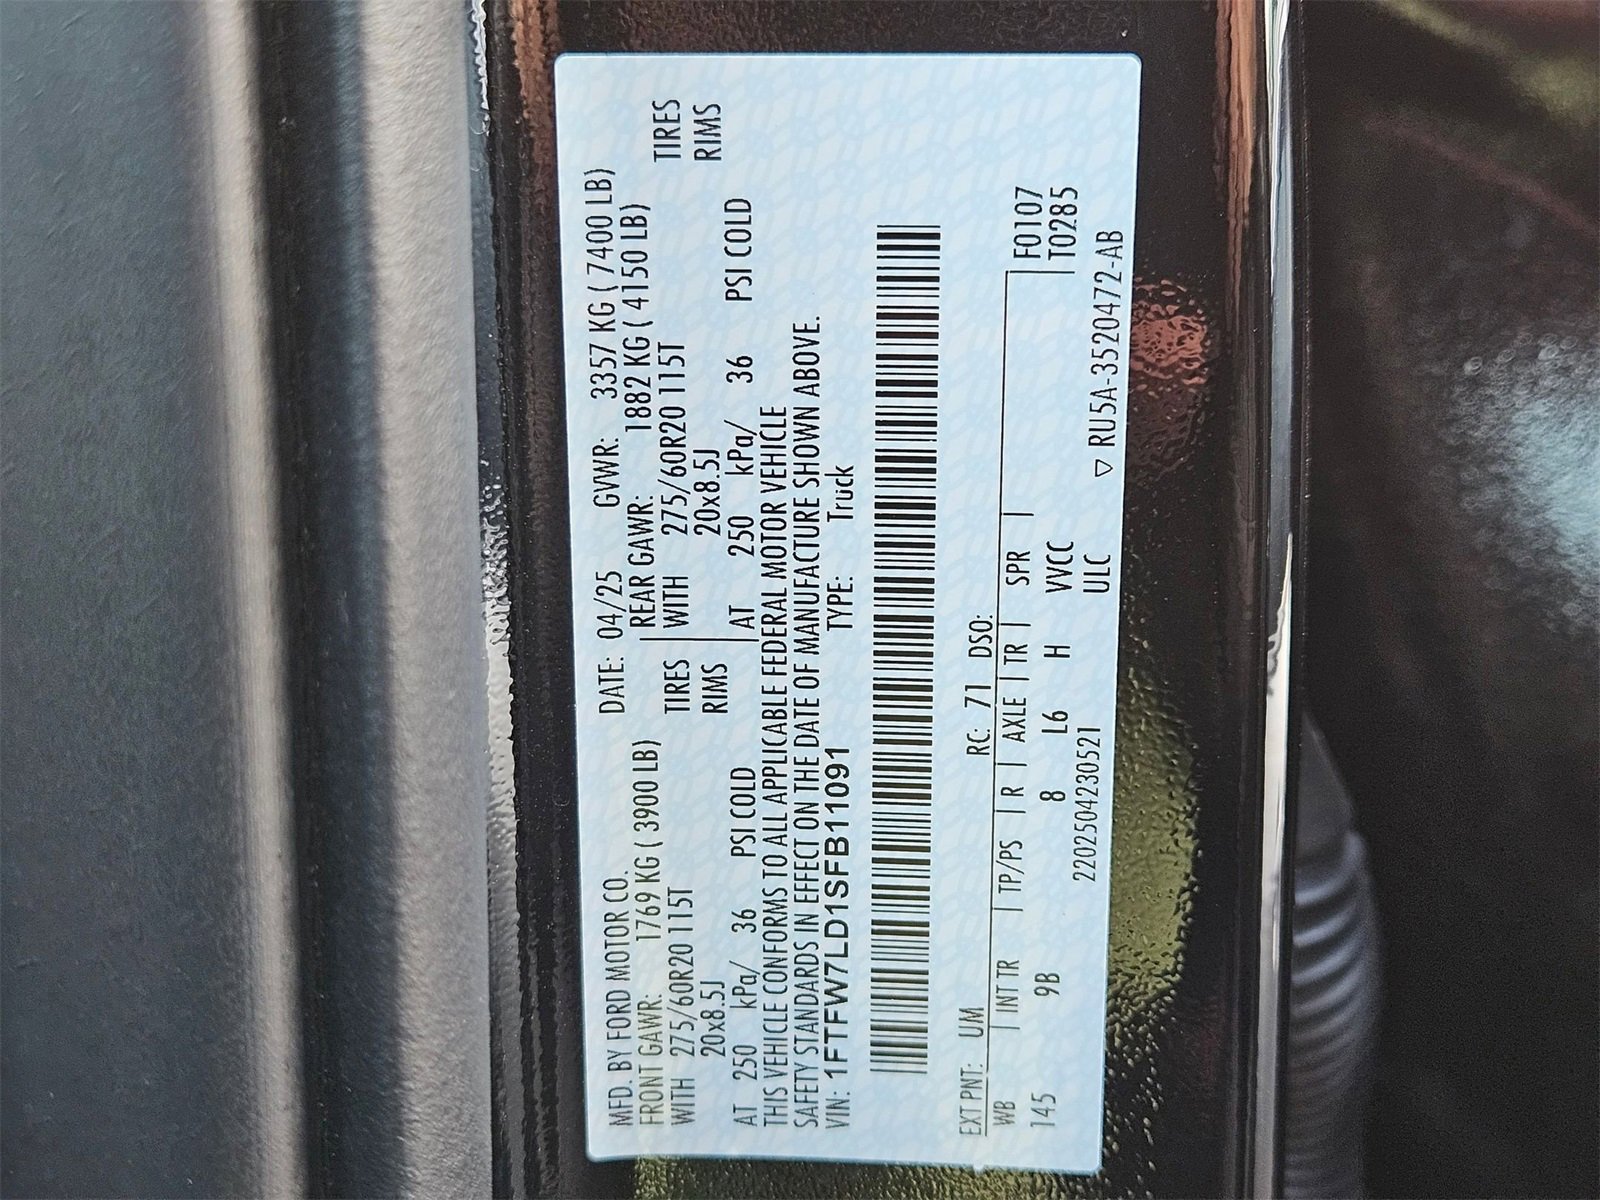 MFD. BY FORD MOTOR CO. DATE: 04/25 GVWR: 3357 KG ( 7400 LB)
FRONT GAWR: 1769 KG ( 3900 LB) REAR GAWR: 1882 KG ( 4150 LB)
WITH 275/60R20 115T TIRES WITH 275/60R20 115T TIRES
20x8.5J RIMS 20x8.5J RIMS
AT 250 kPa/ 36 PSI COLD AT 250 kPa/ 36 PSI COLD
THIS VEHICLE CONFORMS TO ALL APPLICABLE FEDERAL MOTOR VEHICLE
SAFETY STANDARDS IN EFFECT ON THE DATE OF MANUFACTURE SHOWN ABOVE.
VIN: 1FTFW7LD1SFB11091 TYPE: Truck
EXT PNT: UM RC: 71 DSO:
WB | INT TR | TP/PS | R | AXLE | TR | SPR | F0107
145 9B 8 L6 H VVCC T0285
2202504230521 ULC
▽ RU5A-3520472-AB